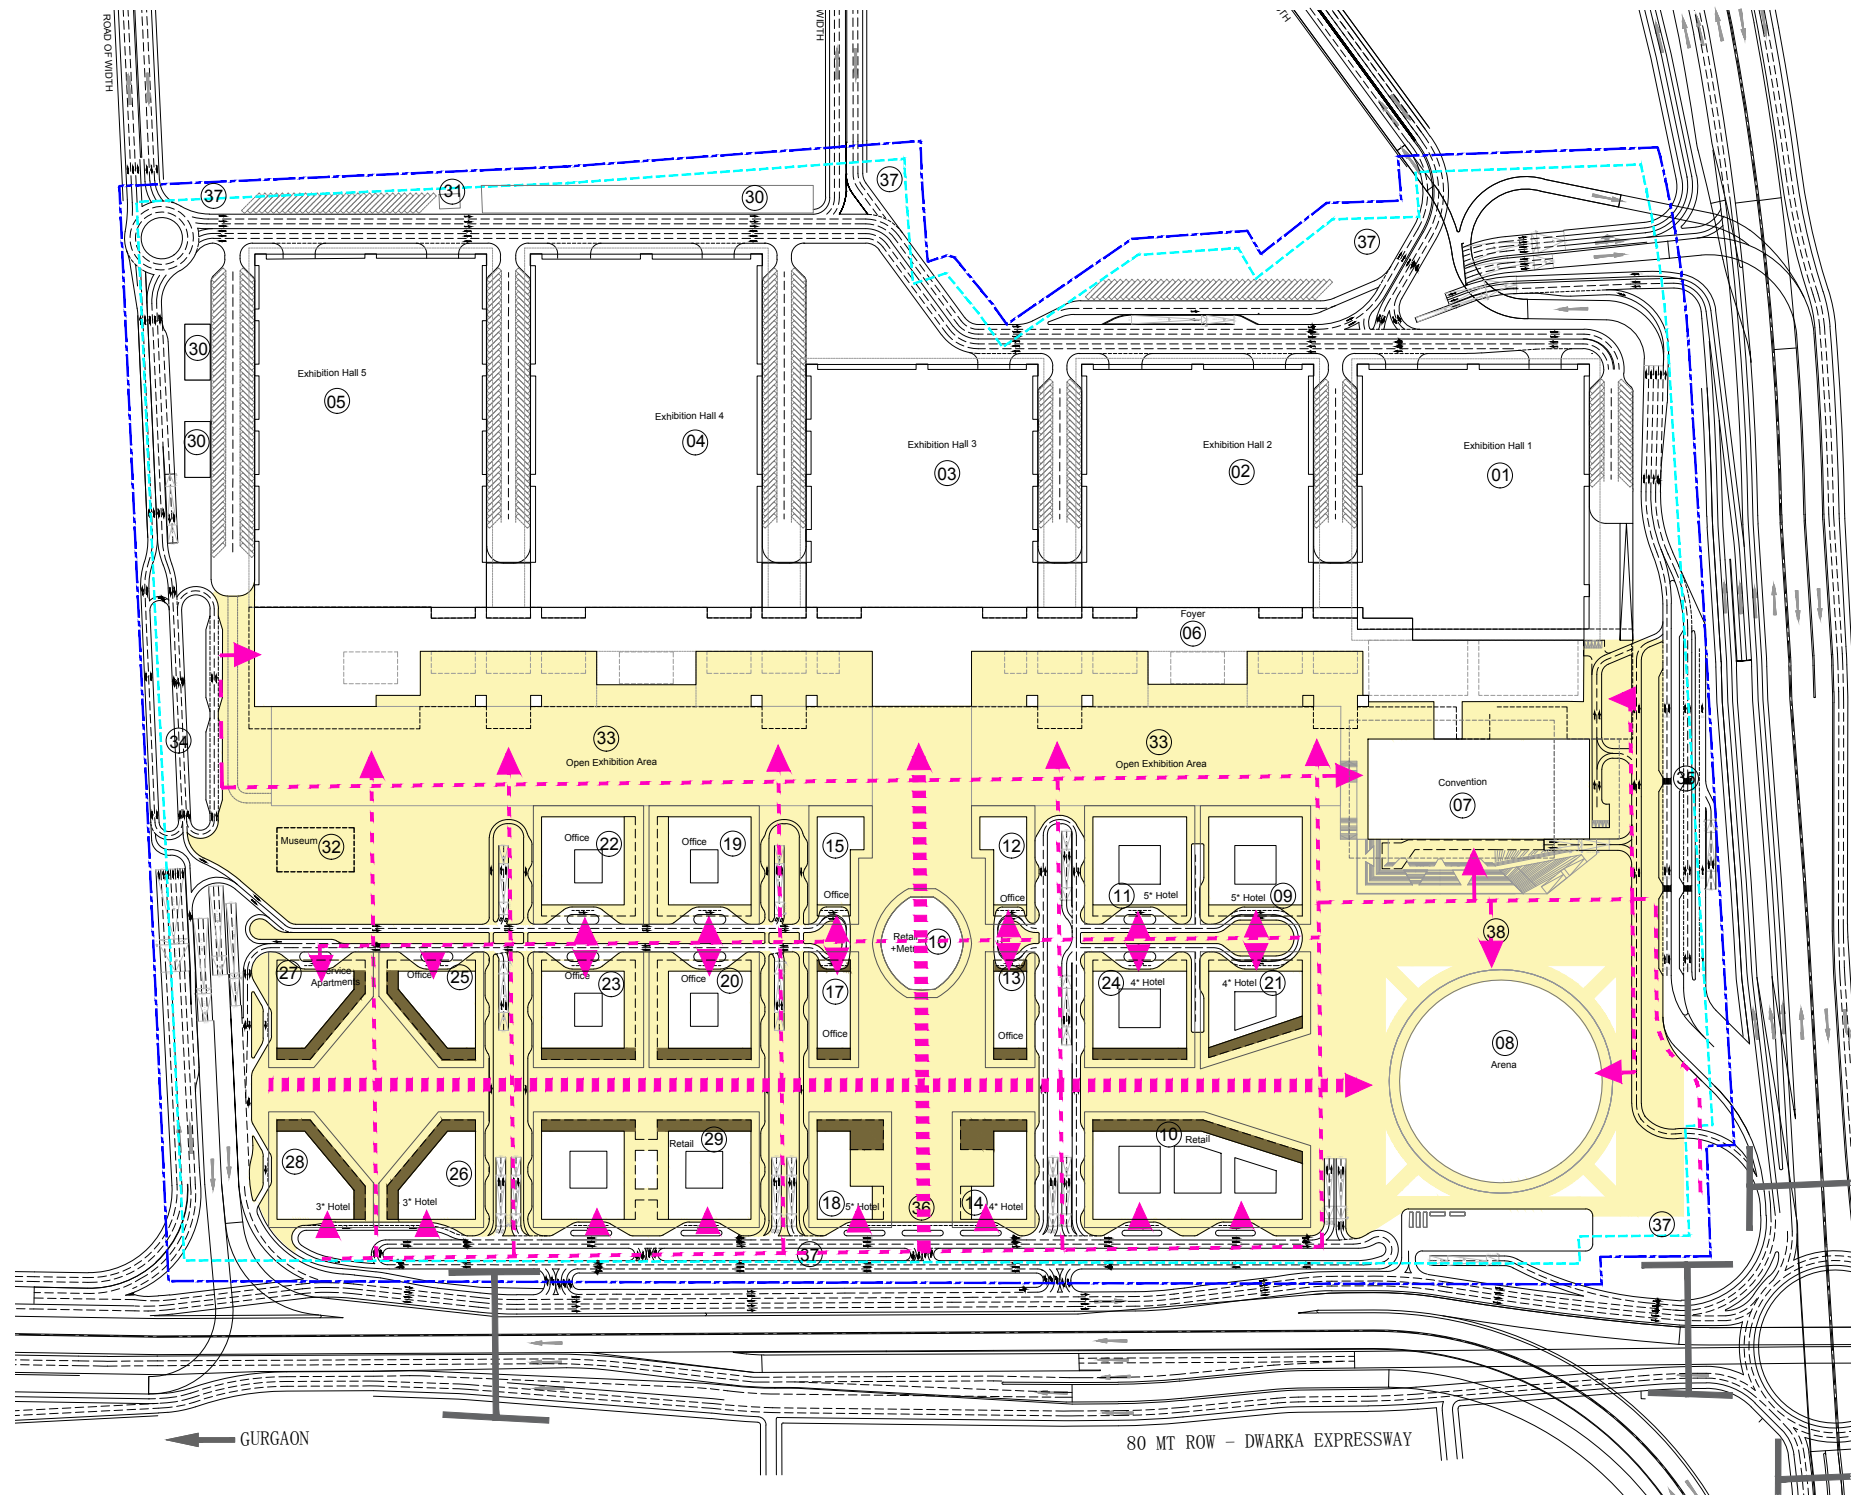 ROAD OF WIDTH
WIDTH
37
31
30
37
37
30
30
Exhibition Hall 5
05
Exhibition Hall 4
04
Exhibition Hall 3
03
Exhibition Hall 2
02
Exhibition Hall 1
01
Foyer
06
34
33
Open Exhibition Area
33
Open Exhibition Area
Convention
07
35
Museum
32
Office
22
Office
19
15
Office
12
Office
11
5* Hotel
5* Hotel
09
Retail
+Metro
16
38
27
Service
Apartments
Office
25
Office
23
Office
20
17
Office
13
Office
24
4* Hotel
4* Hotel
21
08
Arena
28
3* Hotel
3* Hotel
26
Retail
29
18
5* Hotel
36
14
4* Hotel
10
Retail
37
37
GURGAON
80 MT ROW – DWARKA EXPRESSWAY